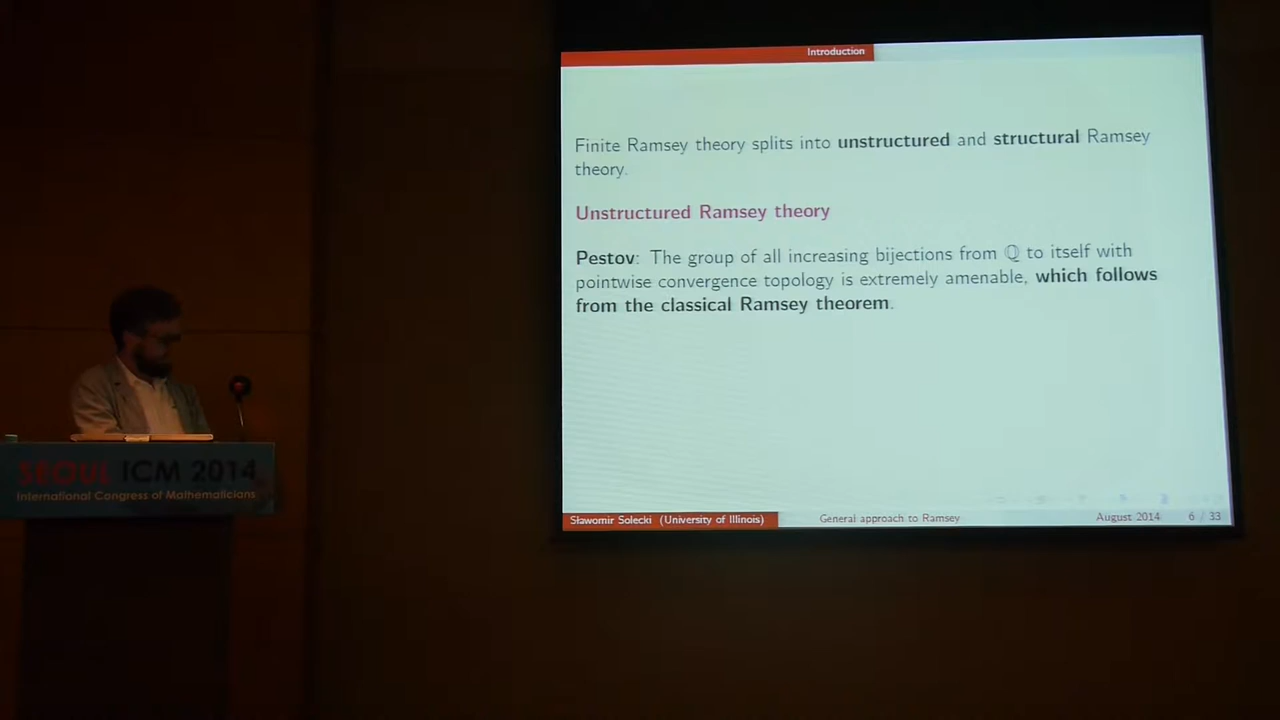 Introduction
Finite Ramsey theory splits into unstructured and structural Ramsey
theory.
Unstructured Ramsey theory
Pestov: The group of all increasing bijections from ℚ to itself with
pointwise convergence topology is extremely amenable, which follows
from the classical Ramsey theorem.
Sławomir Solecki (University of Illinois) General approach to Ramsey August 2014 6 / 33
SEOUL ICM 2014
International Congress of Mathematicians